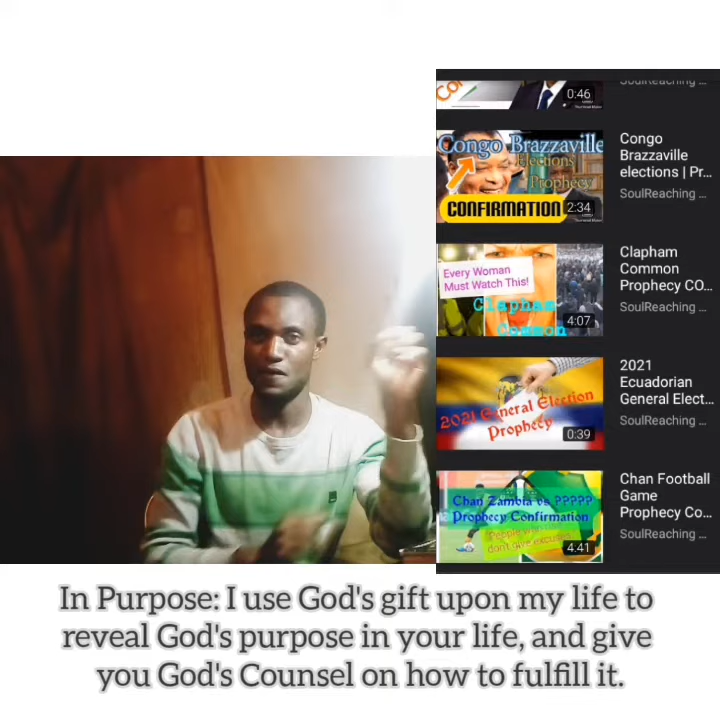 0:46
Congo Brazzaville
Elections
Prophecy
CONFIRMATION
2:34
Congo
Brazzaville
elections | Pr...
SoulReaching ...
Every Woman
Must Watch This!
Clapham
Common
4:07
Clapham
Common
Prophecy CO...
SoulReaching ...
2021 General Election
Prophecy
0:39
2021
Ecuadorian
General Elect...
SoulReaching ...
Chan Zambia vs ?????
Prophecy Confirmation
don't give excuses
4:41
Chan Football
Game
Prophecy Co...
SoulReaching ...
In Purpose: I use God's gift upon my life to
reveal God's purpose in your life, and give
you God's Counsel on how to fulfill it.